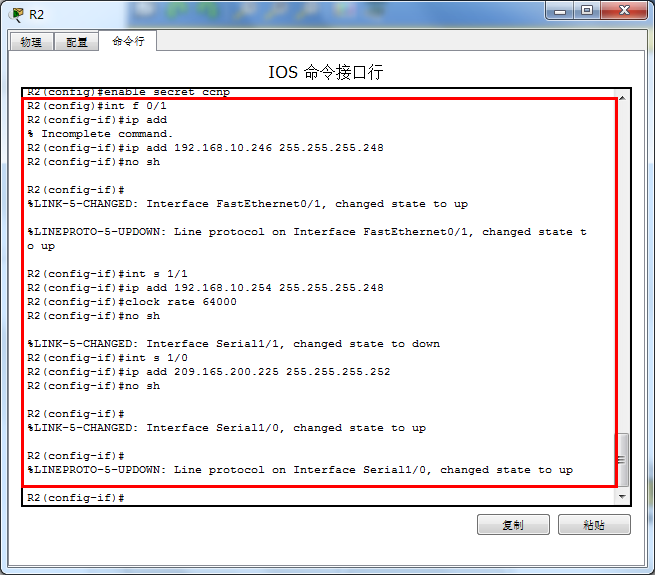 R2
物理 配置 命令行
IOS 命令接口行
R2(config)#enable secret ccnp
R2(config)#int f 0/1
R2(config-if)#ip add
% Incomplete command.
R2(config-if)#ip add 192.168.10.246 255.255.255.248
R2(config-if)#no sh
R2(config-if)#
%LINK-5-CHANGED: Interface FastEthernet0/1, changed state to up
%LINEPROTO-5-UPDOWN: Line protocol on Interface FastEthernet0/1, changed state t
o up
R2(config-if)#int s 1/1
R2(config-if)#ip add 192.168.10.254 255.255.255.248
R2(config-if)#clock rate 64000
R2(config-if)#no sh
%LINK-5-CHANGED: Interface Serial1/1, changed state to down
R2(config-if)#int s 1/0
R2(config-if)#ip add 209.165.200.225 255.255.255.252
R2(config-if)#no sh
R2(config-if)#
%LINK-5-CHANGED: Interface Serial1/0, changed state to up
R2(config-if)#
%LINEPROTO-5-UPDOWN: Line protocol on Interface Serial1/0, changed state to up
R2(config-if)#
复制 粘贴